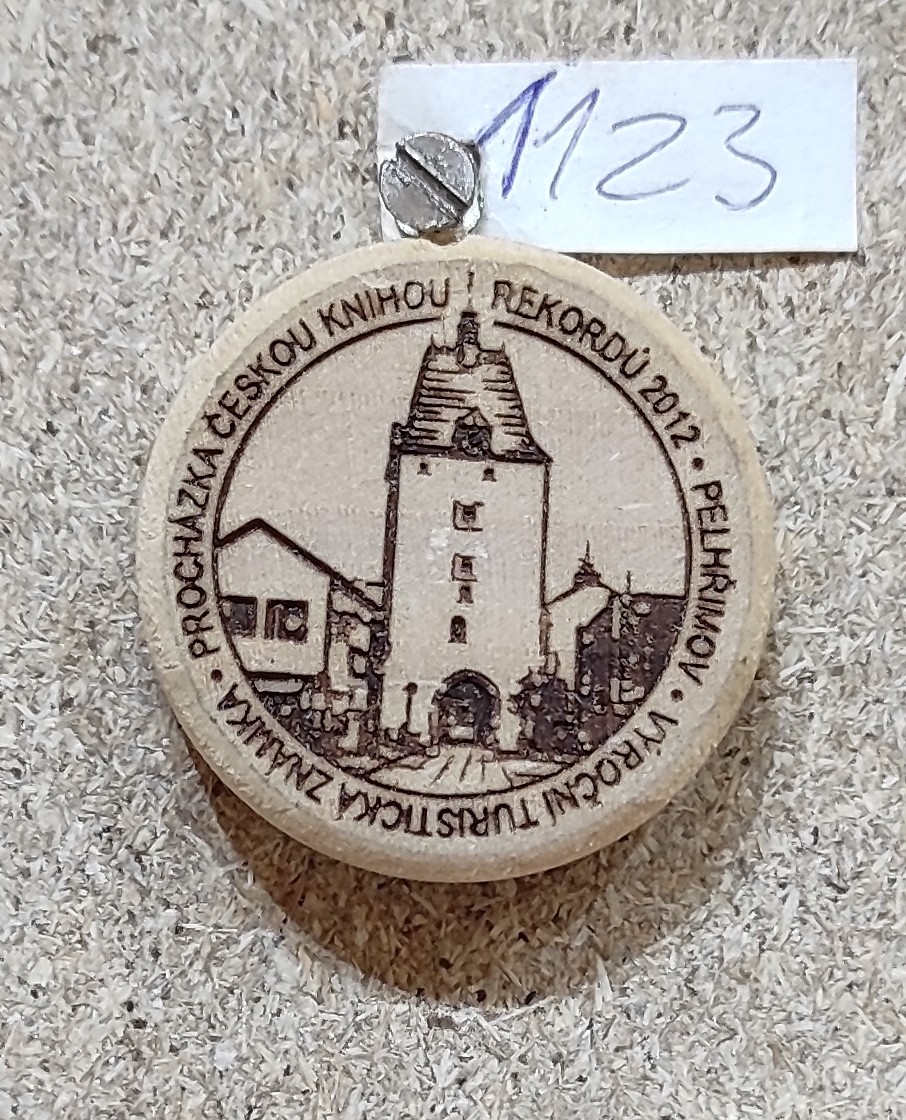 1123
PROCHÁZKA ČESKOU KNIHOU REKORDŮ 2012 • PELHŘIMOV • VÝROČNÍ TURISTICKÁ ZNÁMKA •